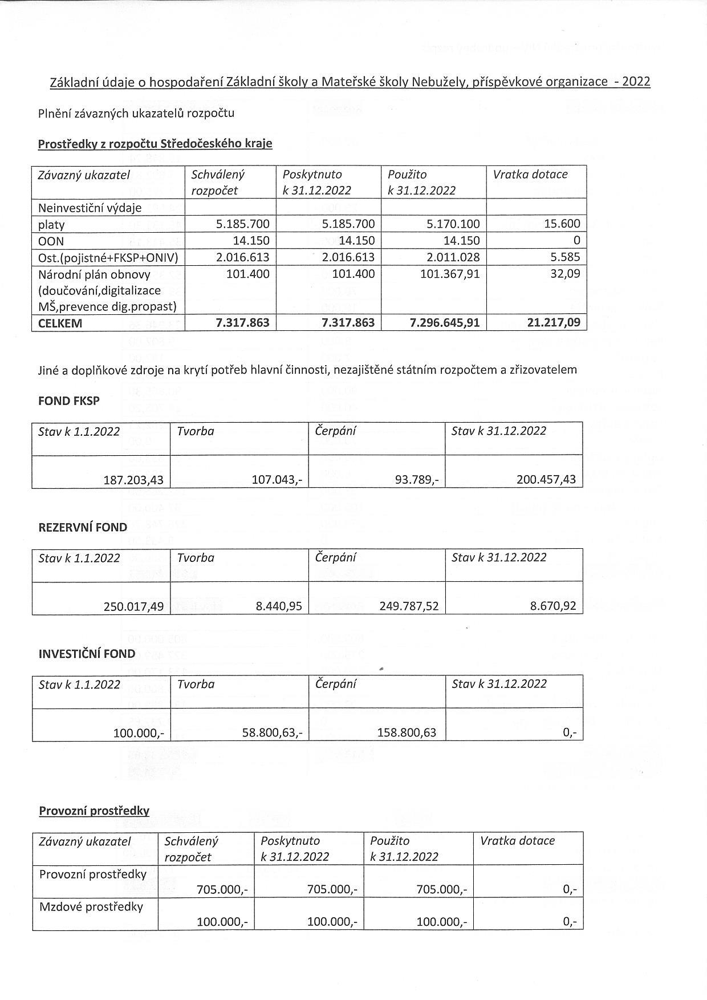 Základní údaje o hospodaření Základní školy a Mateřské školy Nebužely, příspěvkové organizace - 2022
Plnění závazných ukazatelů rozpočtu
Prostředky z rozpočtu Středočeského kraje
Závazný ukazatel Schválený rozpočet Poskytnuto k 31.12.2022 Použito k 31.12.2022 Vratka dotace
Neinvestiční výdaje
platy 5.185.700 5.185.700 5.170.100 15.600
OON 14.150 14.150 14.150 0
Ost.(pojistné+FKSP+ONIV) 2.016.613 2.016.613 2.011.028 5.585
Národní plán obnovy 101.400 101.400 101.367,91 32,09
(doučování,digitalizace
MŠ,prevence dig.propast)
CELKEM 7.317.863 7.317.863 7.296.645,91 21.217,09
Jiné a doplňkové zdroje na krytí potřeb hlavní činnosti, nezajištěné státním rozpočtem a zřizovatelem
FOND FKSP
Stav k 1.1.2022 Tvorba Čerpání Stav k 31.12.2022
187.203,43 107.043,- 93.789,- 200.457,43
REZERVNÍ FOND
Stav k 1.1.2022 Tvorba Čerpání Stav k 31.12.2022
250.017,49 8.440,95 249.787,52 8.670,92
INVESTIČNÍ FOND
Stav k 1.1.2022 Tvorba Čerpání Stav k 31.12.2022
100.000,- 58.800,63,- 158.800,63 0,-
Provozní prostředky
Závazný ukazatel Schválený rozpočet Poskytnuto k 31.12.2022 Použito k 31.12.2022 Vratka dotace
Provozní prostředky
705.000,- 705.000,- 705.000,- 0,-
Mzdové prostředky
100.000,- 100.000,- 100.000,- 0,-